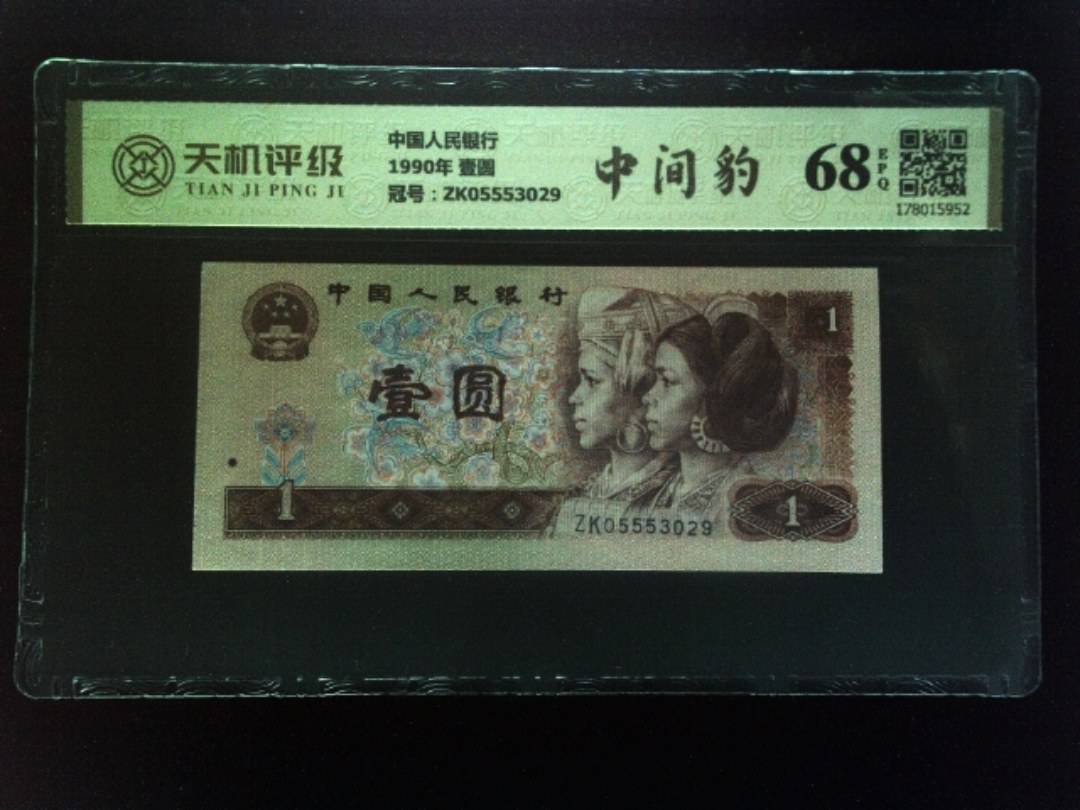 天机评级
TIAN JI PING JI
中国人民银行
1990年 壹圆
冠号：ZK05553029
中间豹
68
EPQ
178015952
中国人民银行
1
壹圆
1
ZK05553029
1